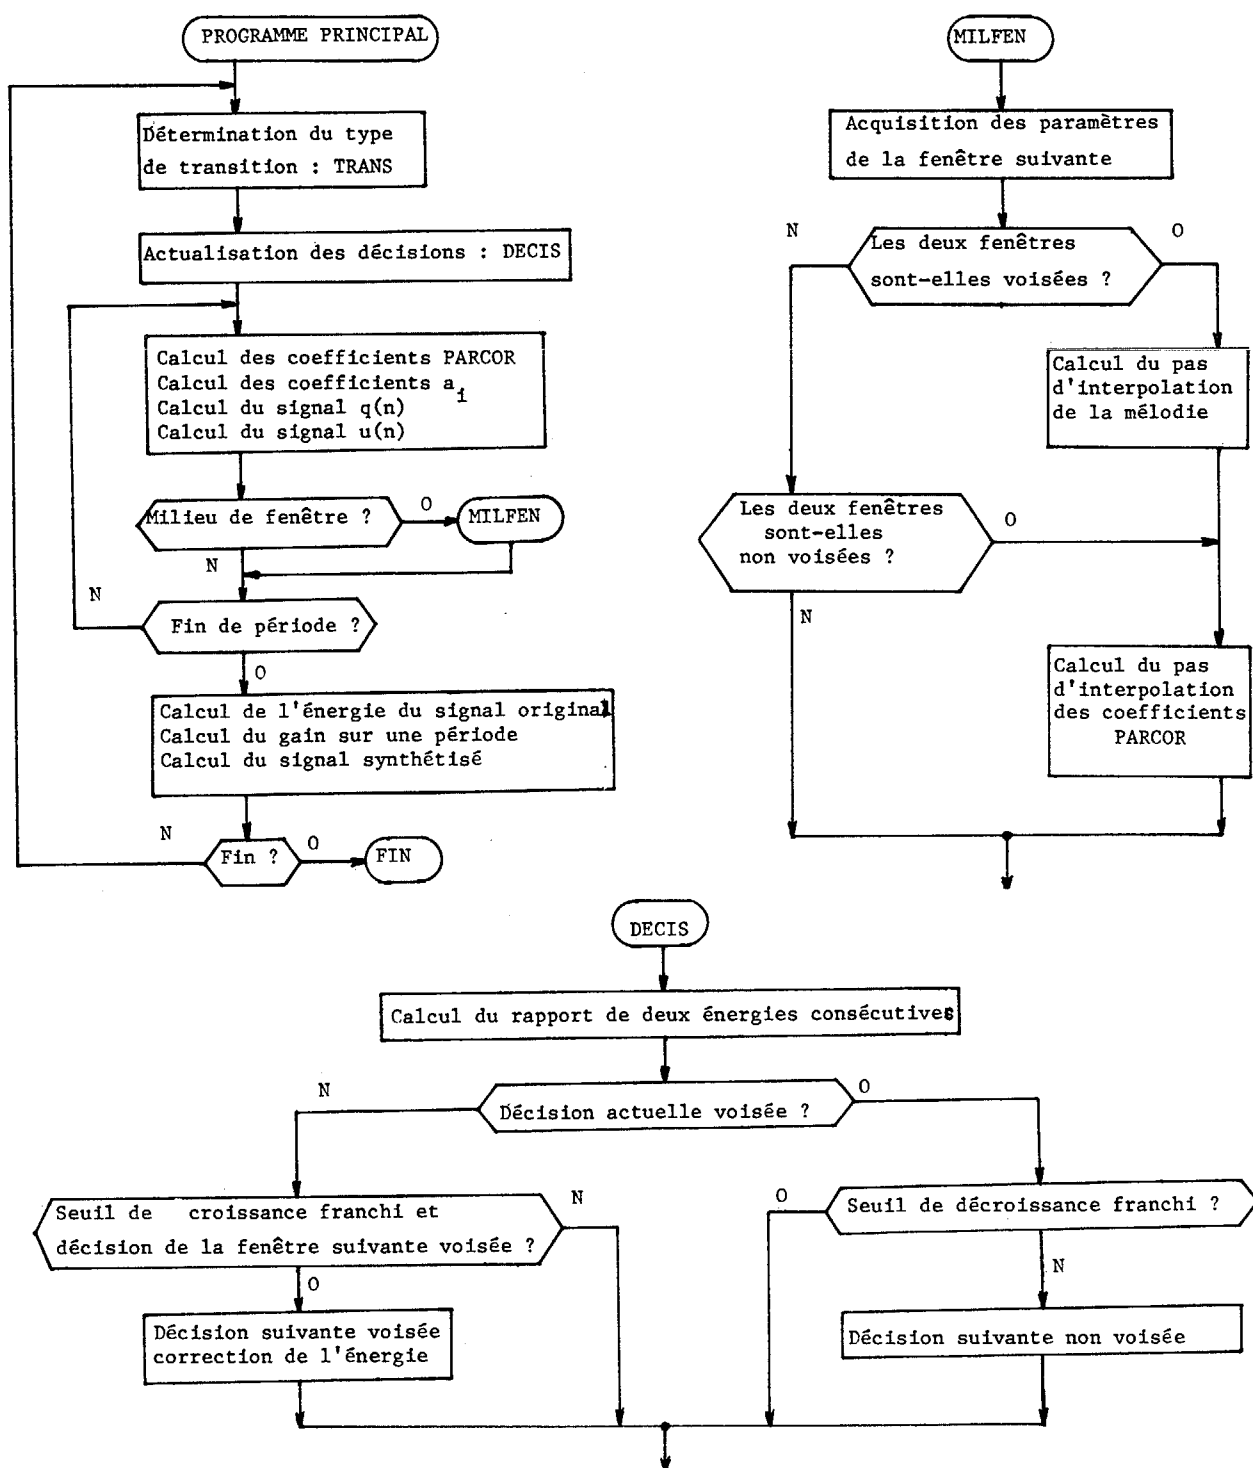 PROGRAMME PRINCIPAL
Détermination du type
de transition : TRANS
Actualisation des décisions : DECIS
Calcul des coefficients PARCOR
Calcul des coefficients a_i
Calcul du signal q(n)
Calcul du signal u(n)
Milieu de fenêtre ?
O
MILFEN
N
N
Fin de période ?
O
Calcul de l'énergie du signal original
Calcul du gain sur une période
Calcul du signal synthétisé
N
Fin ?
O
FIN
MILFEN
Acquisition des paramètres
de la fenêtre suivante
N
Les deux fenêtres
sont-elles voisées ?
O
Calcul du pas
d'interpolation
de la mélodie
Les deux fenêtres
sont-elles
non voisées ?
O
N
Calcul du pas
d'interpolation
des coefficients
PARCOR
DECIS
Calcul du rapport de deux énergies consécutives
N
Décision actuelle voisée ?
O
Seuil de croissance franchi et
décision de la fenêtre suivante voisée ?
N
O
Décision suivante voisée
correction de l'énergie
O
Seuil de décroissance franchi ?
N
Décision suivante non voisée